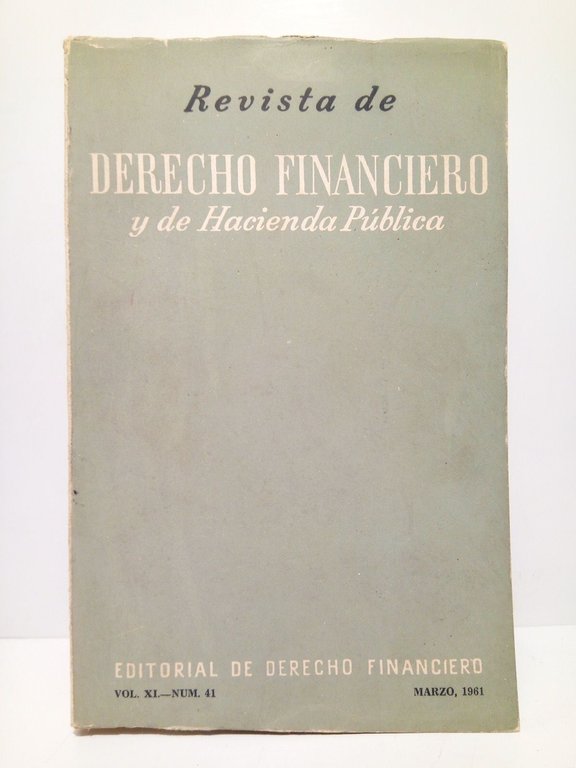 Revista de
DERECHO FINANCIERO
y de Hacienda Pública
EDITORIAL DE DERECHO FINANCIERO
VOL. XI.—NUM. 41 MARZO, 1961